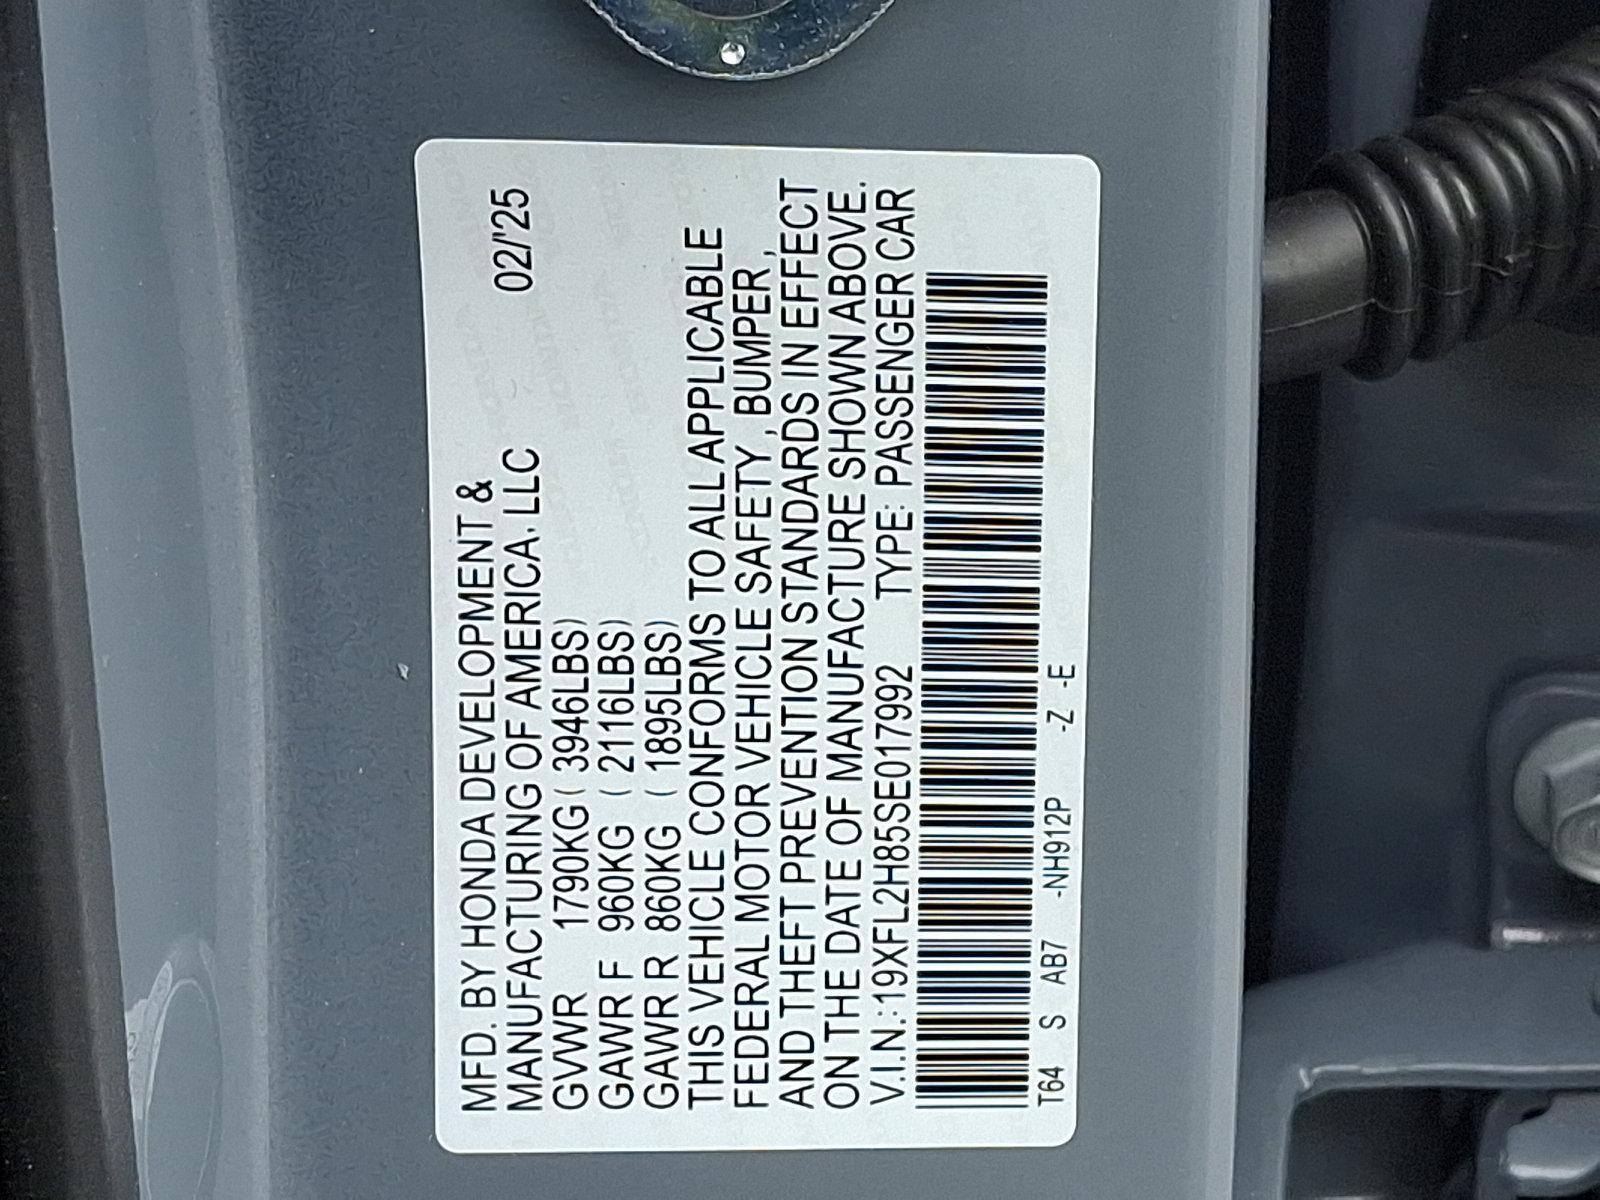 MFD. BY HONDA DEVELOPMENT &
MANUFACTURING OF AMERICA. LLC 02/'25
GVWR 1790KG ( 3946LBS)
GAWR F 960KG ( 2116LBS)
GAWR R 860KG ( 1895LBS)
THIS VEHICLE CONFORMS TO ALL APPLICABLE
FEDERAL MOTOR VEHICLE SAFETY , BUMPER ,
AND THEFT PREVENTION STANDARDS IN EFFECT
ON THE DATE OF MANUFACTURE SHOWN ABOVE.
V.I.N.:19XFL2H85SE017992 TYPE: PASSENGER CAR
T64 S AB7 -NH912P -Z -E